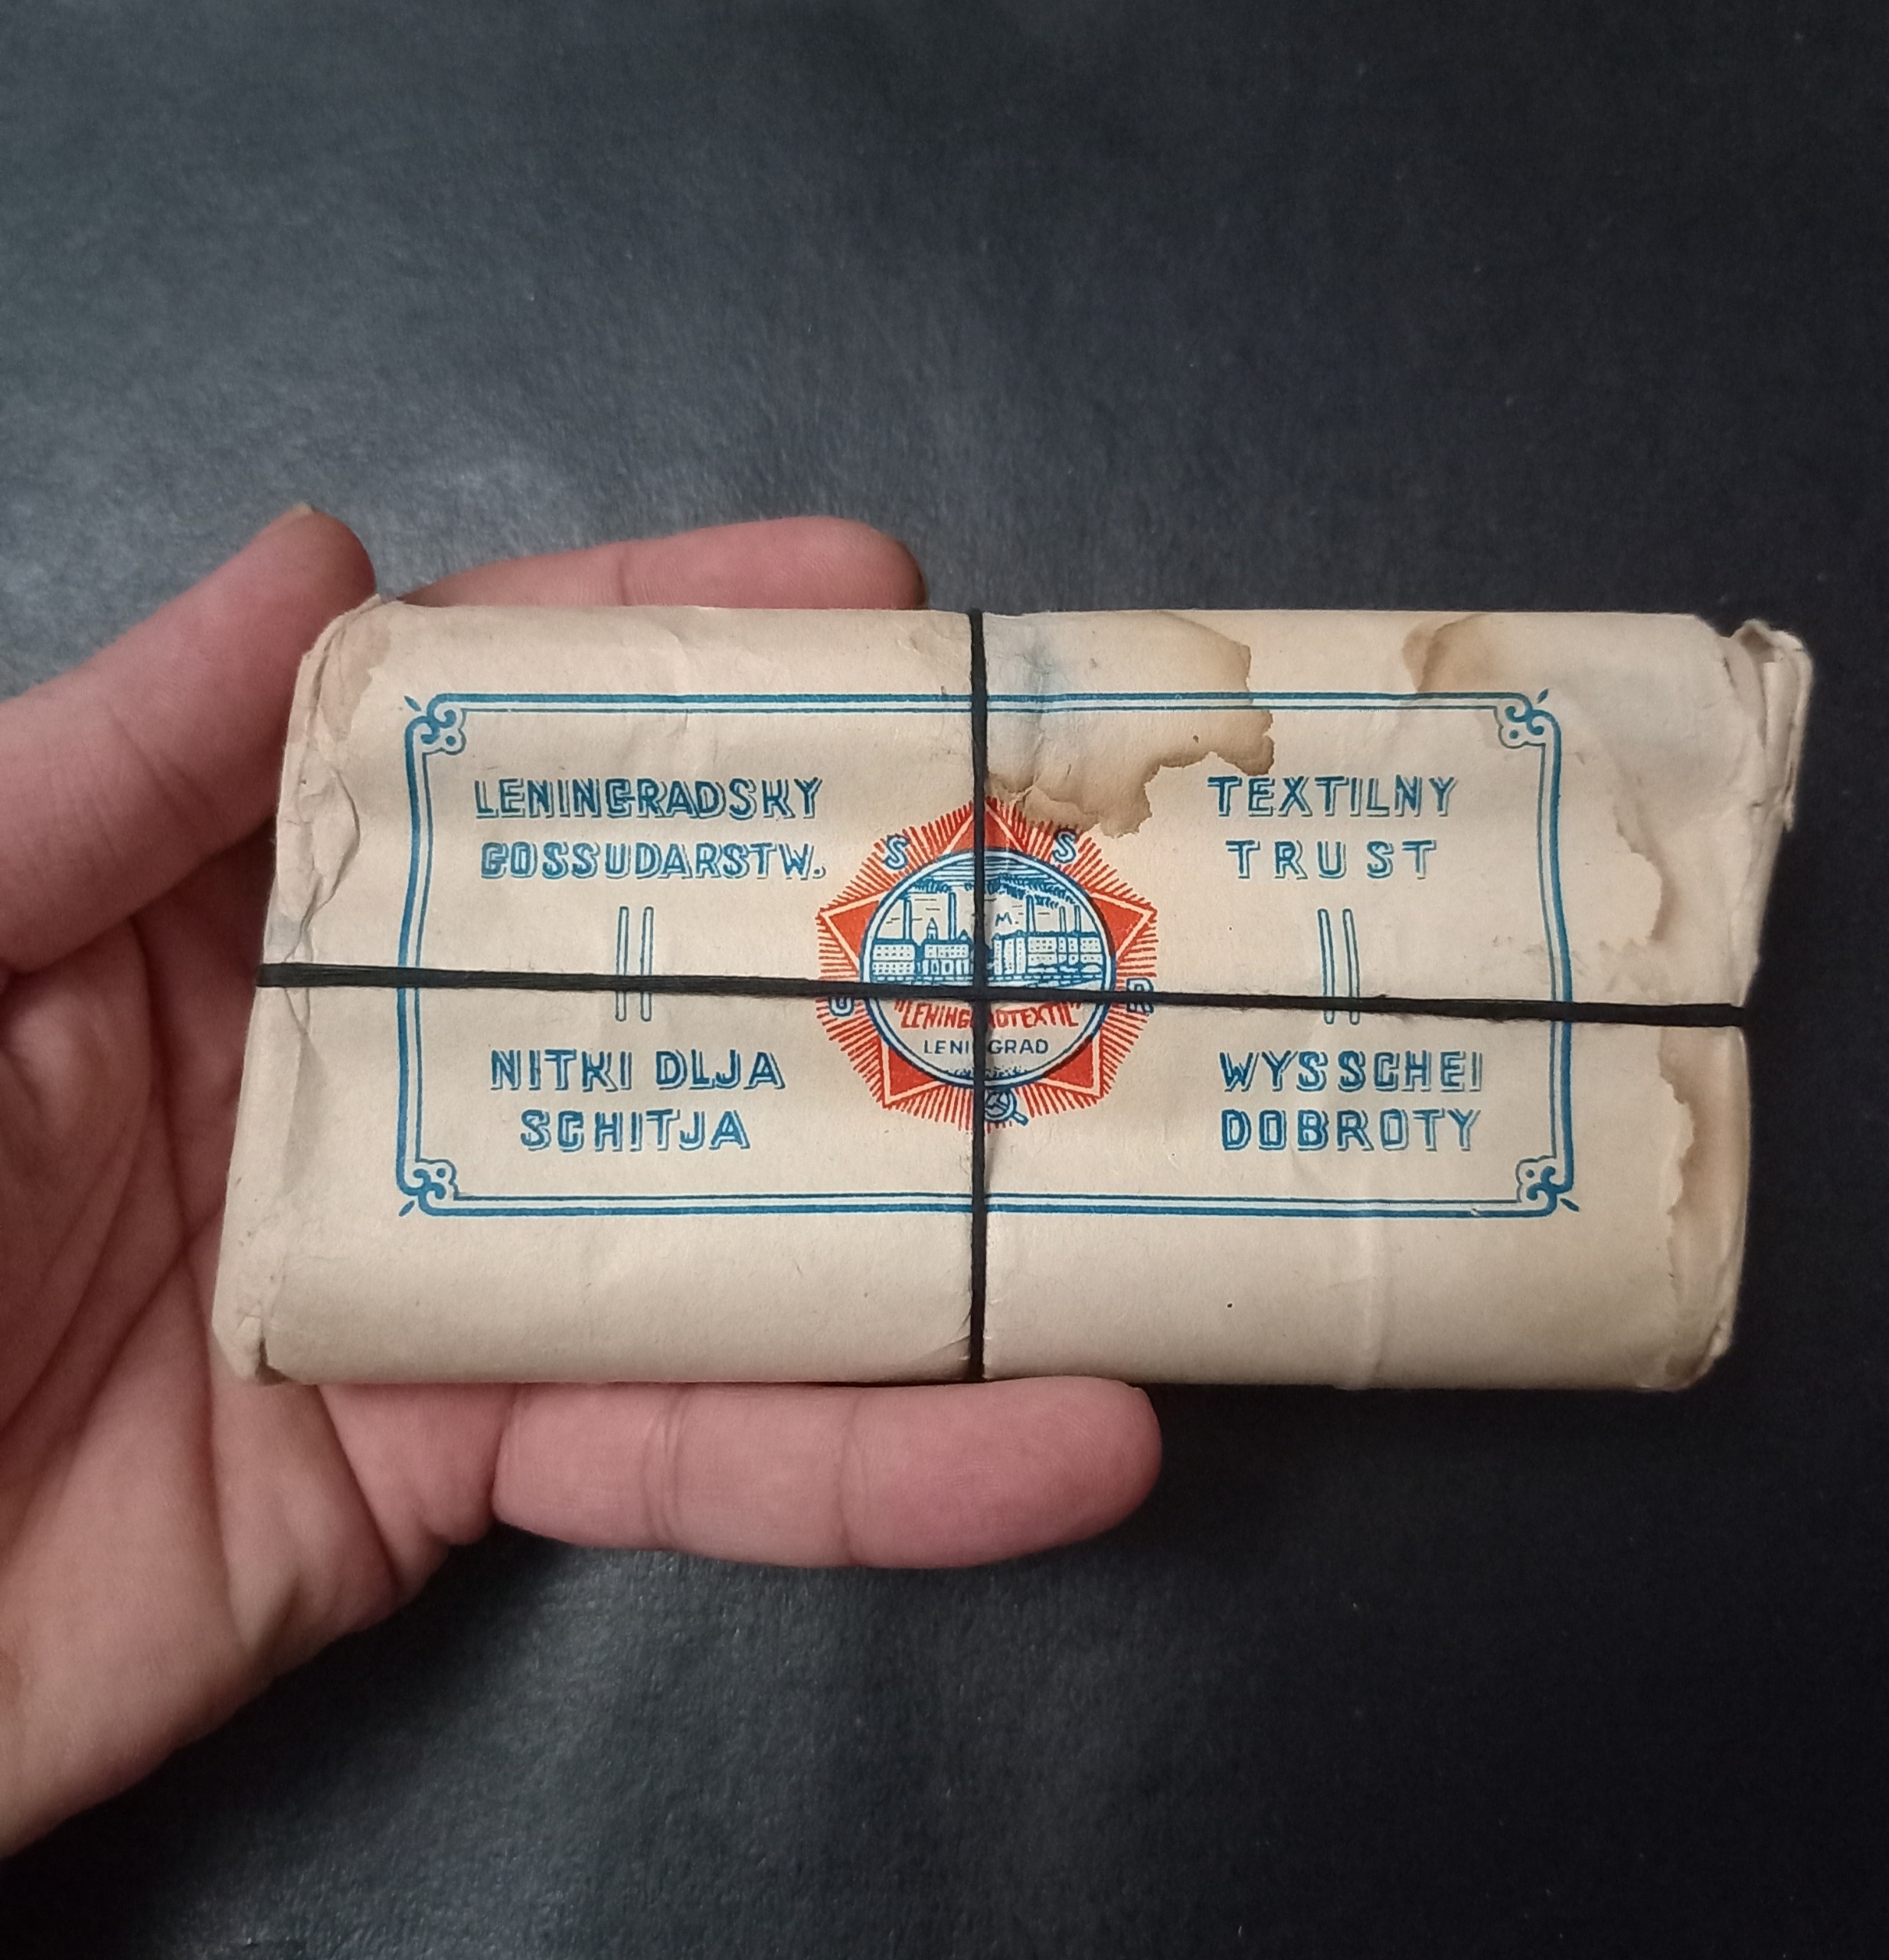 LENINGRADSKY
GOSSUDARSTW.
TEXTILNY
TRUST
S S
R
M.
LENINGRAD
NITKI DLJA
SCHITJA
WYSSCHEI
DOBROTY